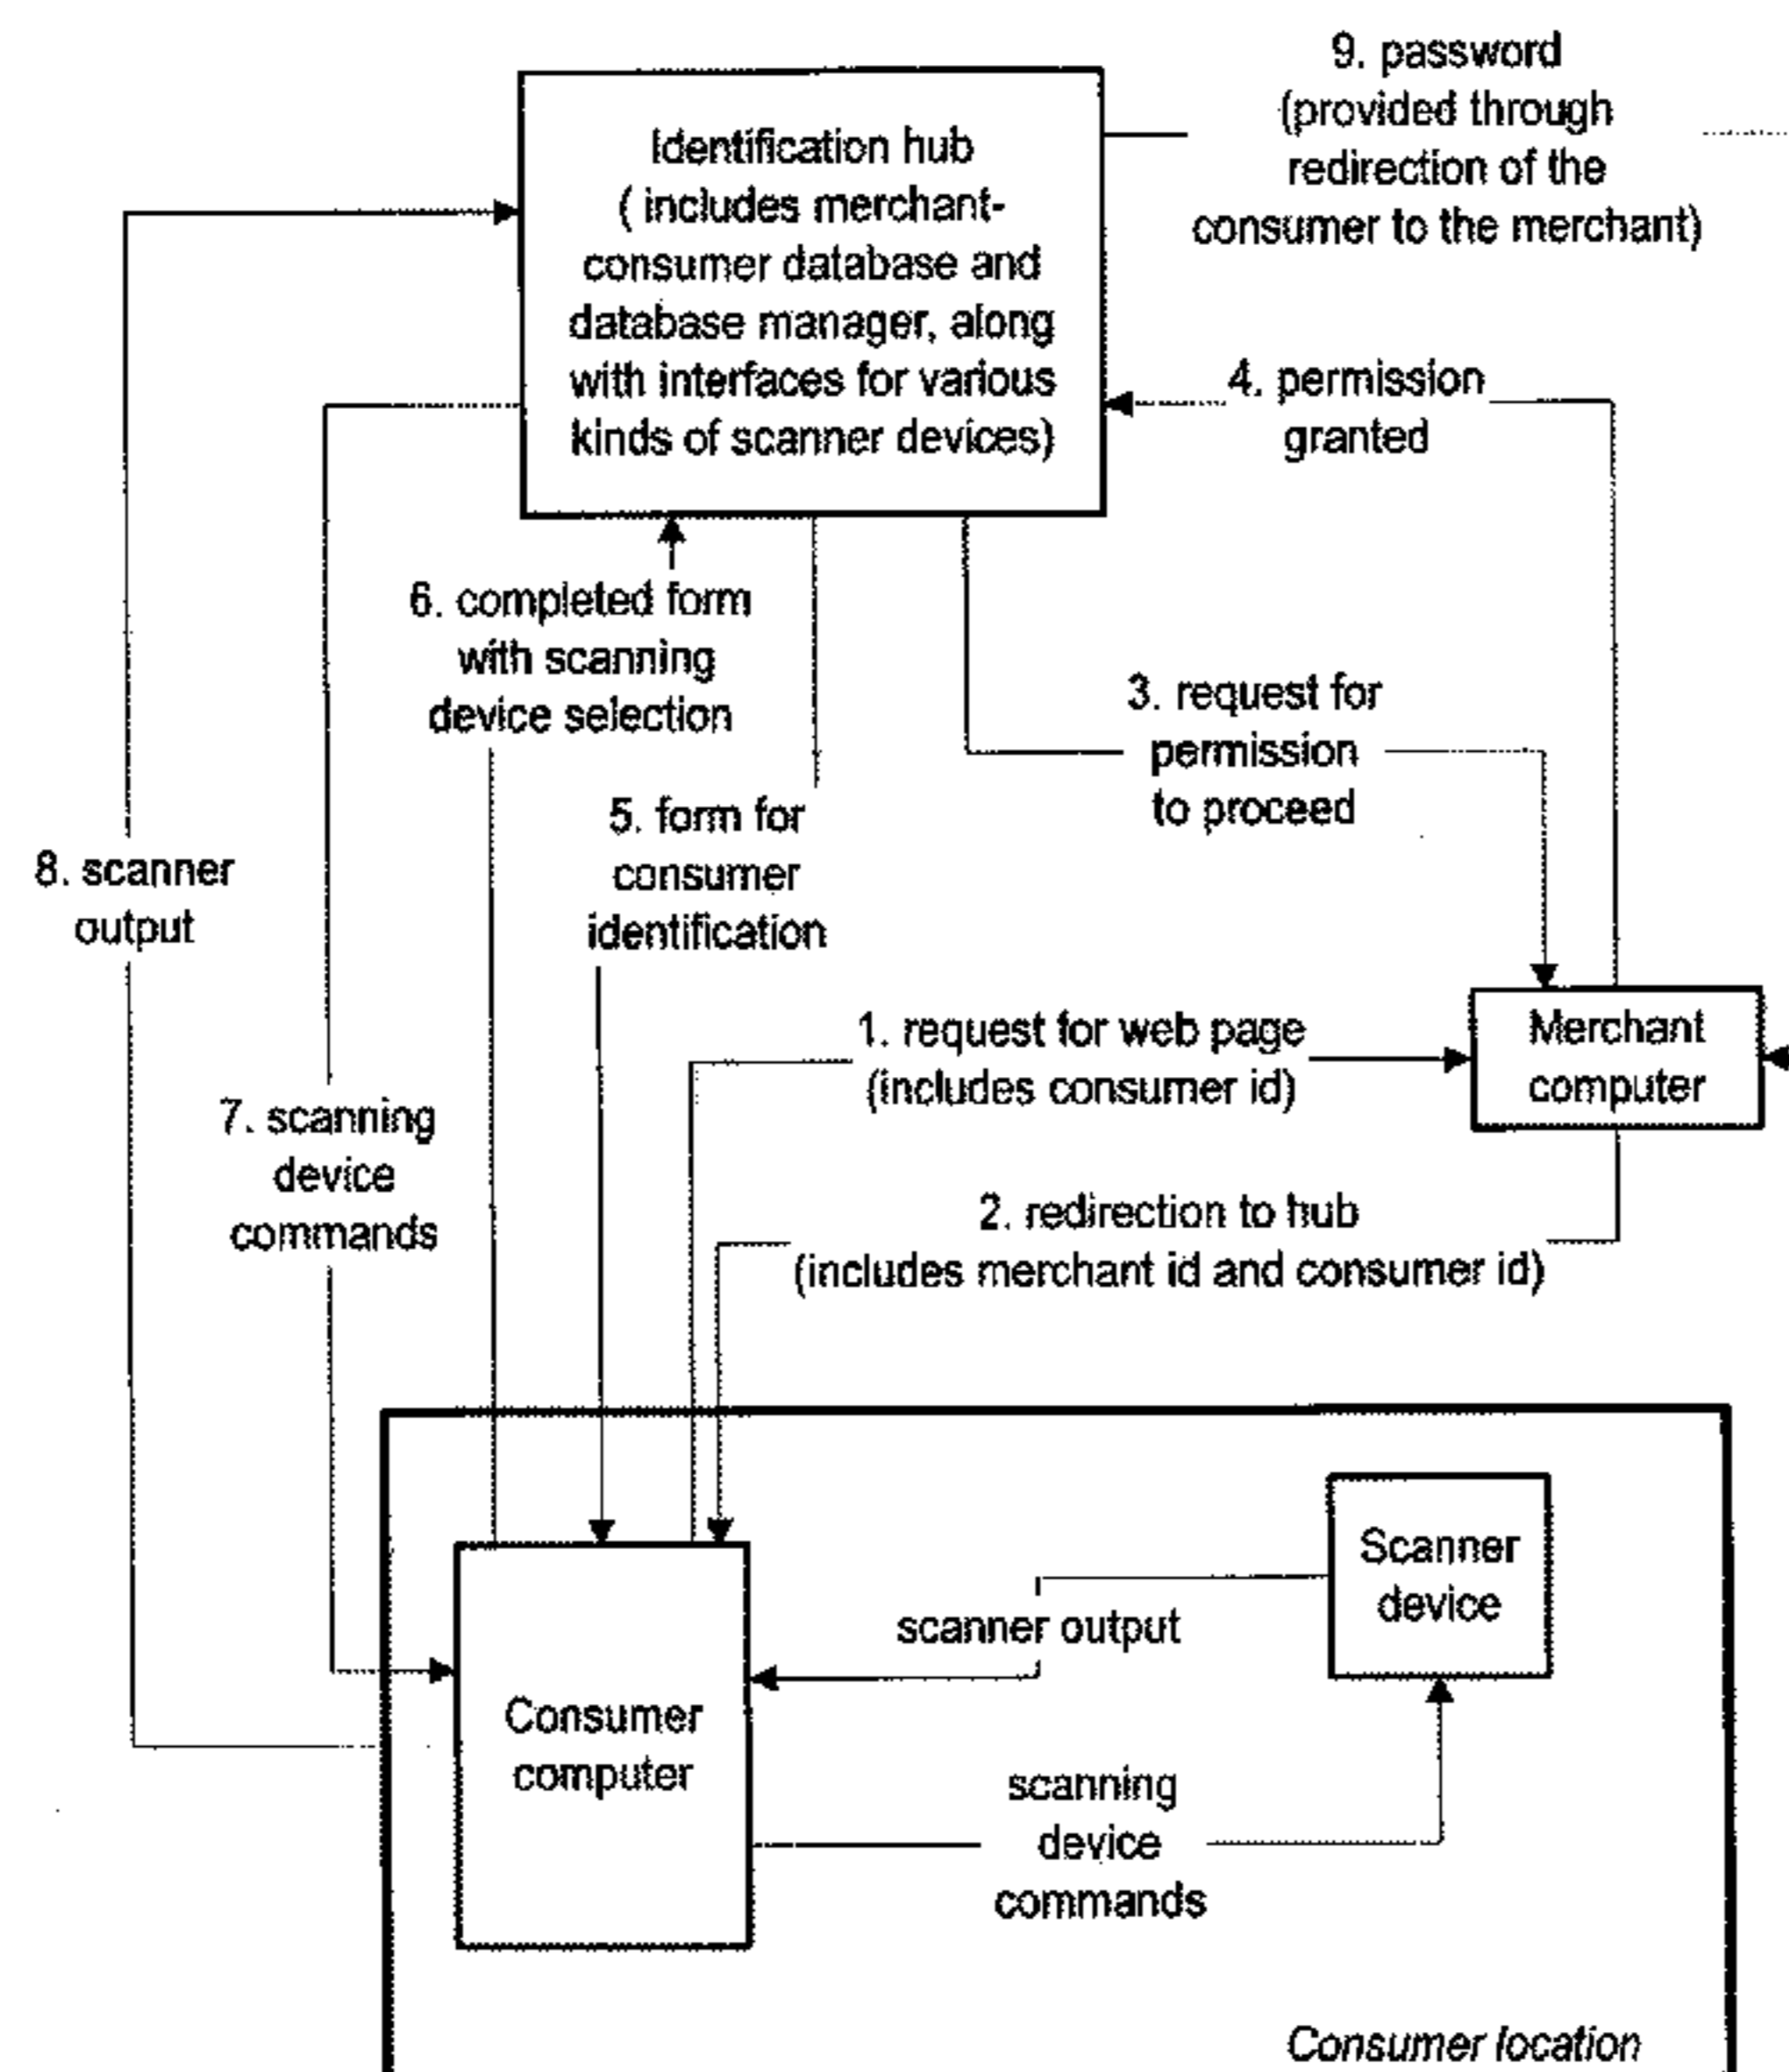 9. password
(provided through
redirection of the
consumer to the merchant)
Identification hub
( includes merchant-
consumer database and
database manager, along
with interfaces for various
kinds of scanner devices)
4. permission
granted
6. completed form
with scanning
device selection
3. request for
permission
to proceed
5. form for
consumer
identification
8. scanner
output
1. request for web page
(includes consumer id)
Merchant
computer
7. scanning
device
commands
2. redirection to hub
(includes merchant id and consumer id)
Scanner
device
scanner output
Consumer
computer
scanning
device
commands
Consumer location